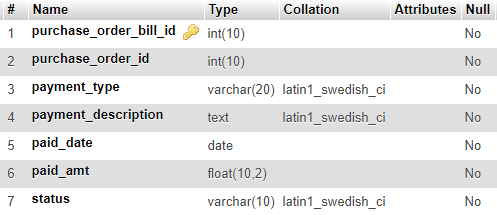 # Name Type Collation Attributes Null
1 purchase_order_bill_id int(10) No
2 purchase_order_id int(10) No
3 payment_type varchar(20) latin1_swedish_ci No
4 payment_description text latin1_swedish_ci No
5 paid_date date No
6 paid_amt float(10,2) No
7 status varchar(10) latin1_swedish_ci No